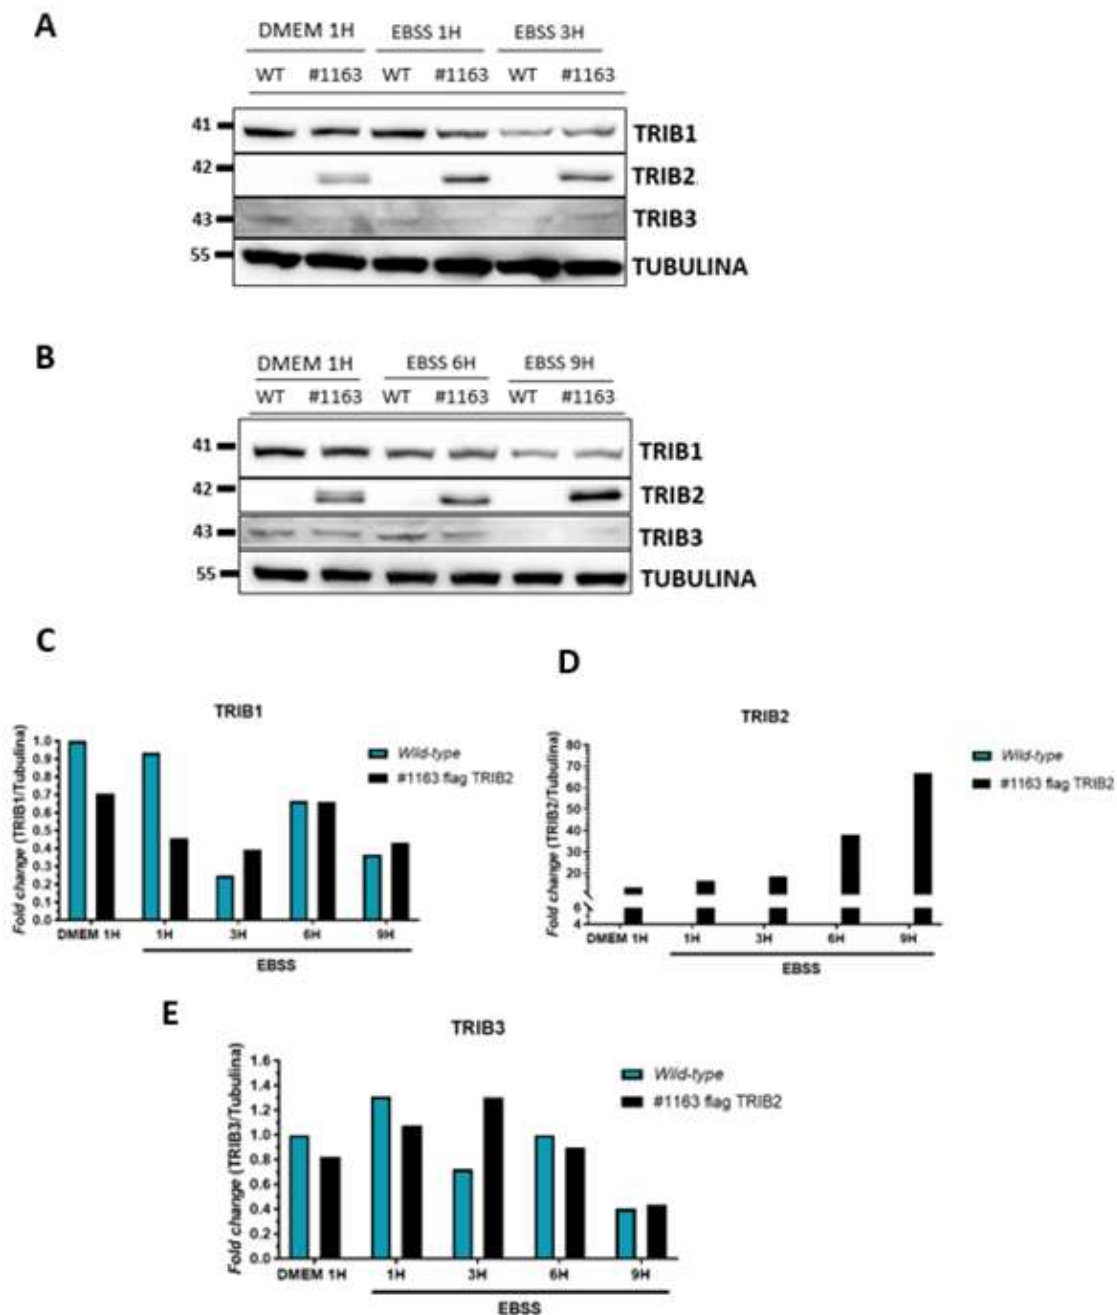 A
DMEM 1H EBSS 1H EBSS 3H
WT #1163 WT #1163 WT #1163
41 TRIB1
42 TRIB2
43 TRIB3
55 TUBULINA
B
DMEM 1H EBSS 6H EBSS 9H
WT #1163 WT #1163 WT #1163
41 TRIB1
42 TRIB2
43 TRIB3
55 TUBULINA
C
TRIB1
Fold change (TRIB1/Tubulina)
1.0
0.9
0.8
0.7
0.6
0.5
0.4
0.3
0.2
0.1
0.0
Wild-type
#1163 flag TRIB2
DMEM 1H 1H 3H 6H 9H
EBSS
D
TRIB2
Fold change (TRIB2/Tubulina)
80
70
60
50
40
30
20
6
4
Wild-type
#1163 flag TRIB2
DMEM 1H 1H 3H 6H 9H
EBSS
E
TRIB3
Fold change (TRIB3/Tubulina)
1.6
1.4
1.2
1.0
0.8
0.6
0.4
0.2
0.0
Wild-type
#1163 flag TRIB2
DMEM 1H 1H 3H 6H 9H
EBSS